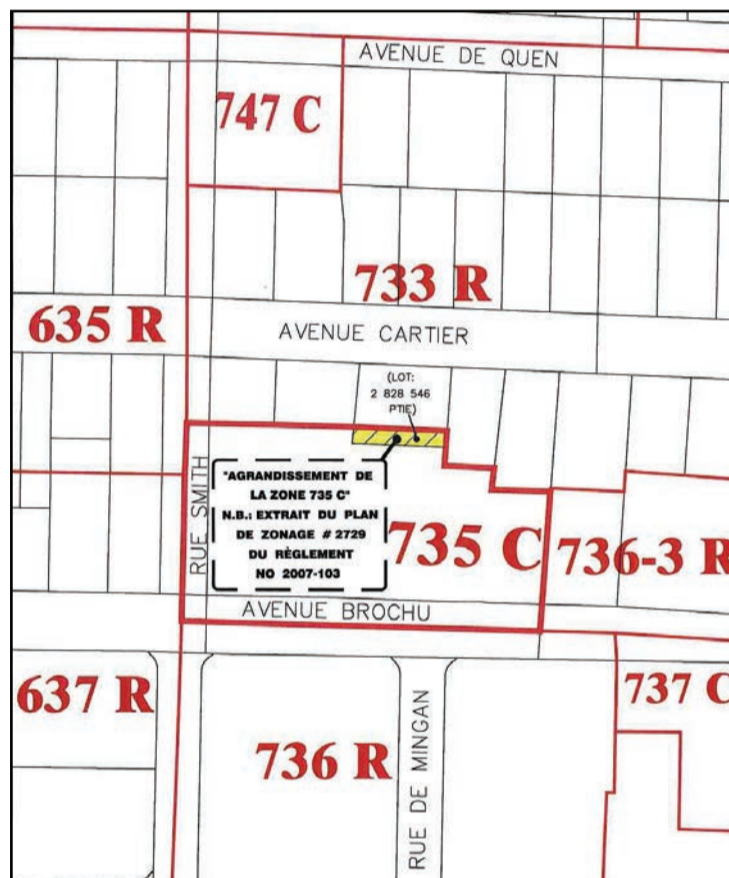 AVENUE DE QUEN
747 C
733 R
635 R
AVENUE CARTIER
(LOT:
2 828 546
PTIE)
RUE SMITH
"AGRANDISSEMENT DE
LA ZONE 735 C"
N.B.: EXTRAIT DU PLAN
DE ZONAGE # 2729
DU RÈGLEMENT
NO 2007-103
735 C
736-3 R
AVENUE BROCHU
637 R
736 R
RUE DE MINGAN
737 C